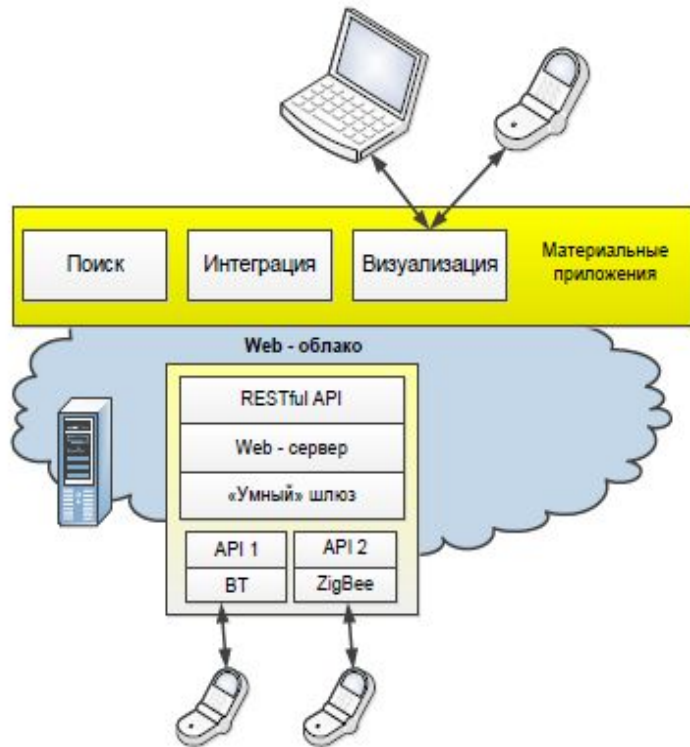 Поиск
Интеграция
Визуализация
Материальные
приложения
Web - облако
RESTful API
Web - сервер
«Умный» шлюз
API 1
API 2
BT
ZigBee